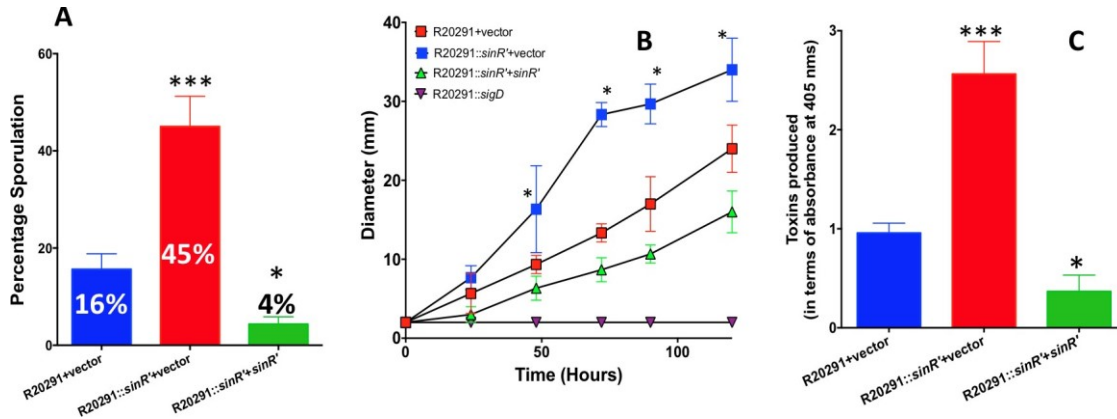 A
Percentage Sporulation
60
40
20
0
***
45%
16%
*
4%
R20291+vector
R20291::sinR'+vector
R20291::sinR'+sinR'
B
Diameter (mm)
40
30
20
10
0
R20291+vector
R20291::sinR'+vector
R20291::sinR'+sinR'
R20291::sigD
*
*
*
*
0
50
100
Time (Hours)
C
Toxins produced
(in terms of absorbance at 405 nms)
3
2
1
0
***
*
R20291+vector
R20291::sinR'+vector
R20291::sinR'+sinR'